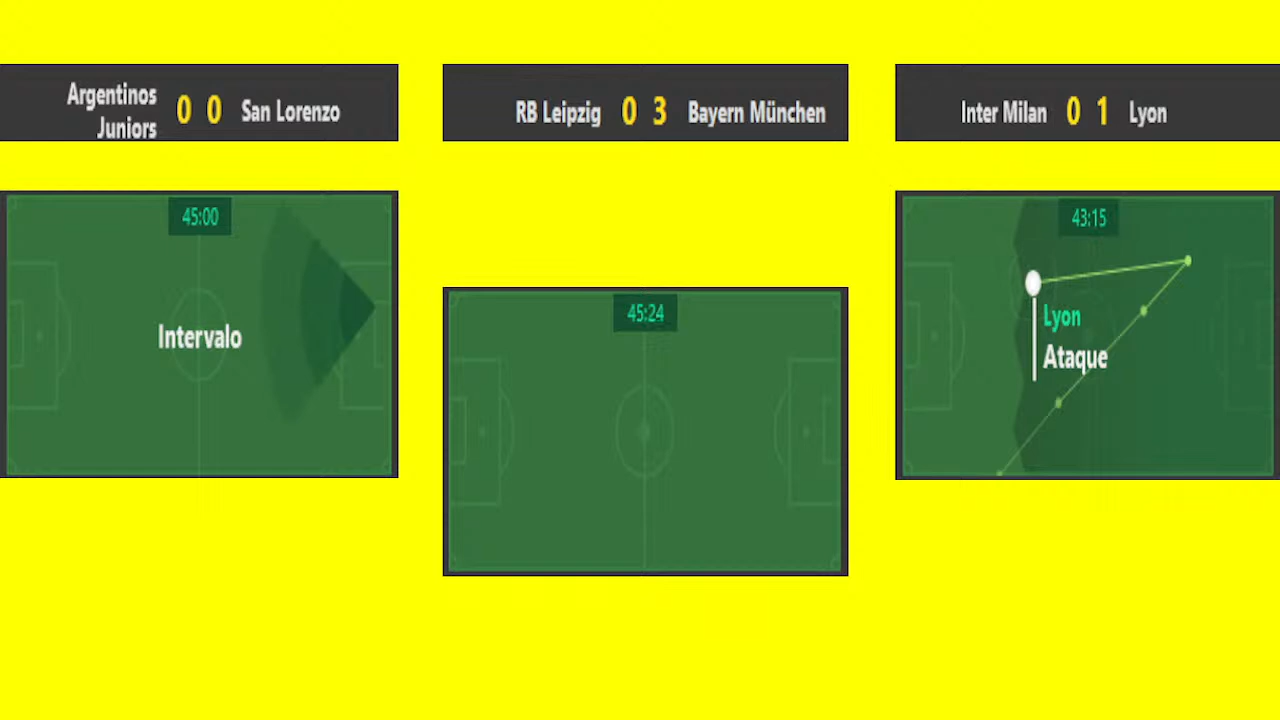 Argentinos
Juniors 0 0 San Lorenzo
RB Leipzig 0 3 Bayern München
Inter Milan 0 1 Lyon
45:00
Intervalo
45:24
43:15
Lyon
Ataque